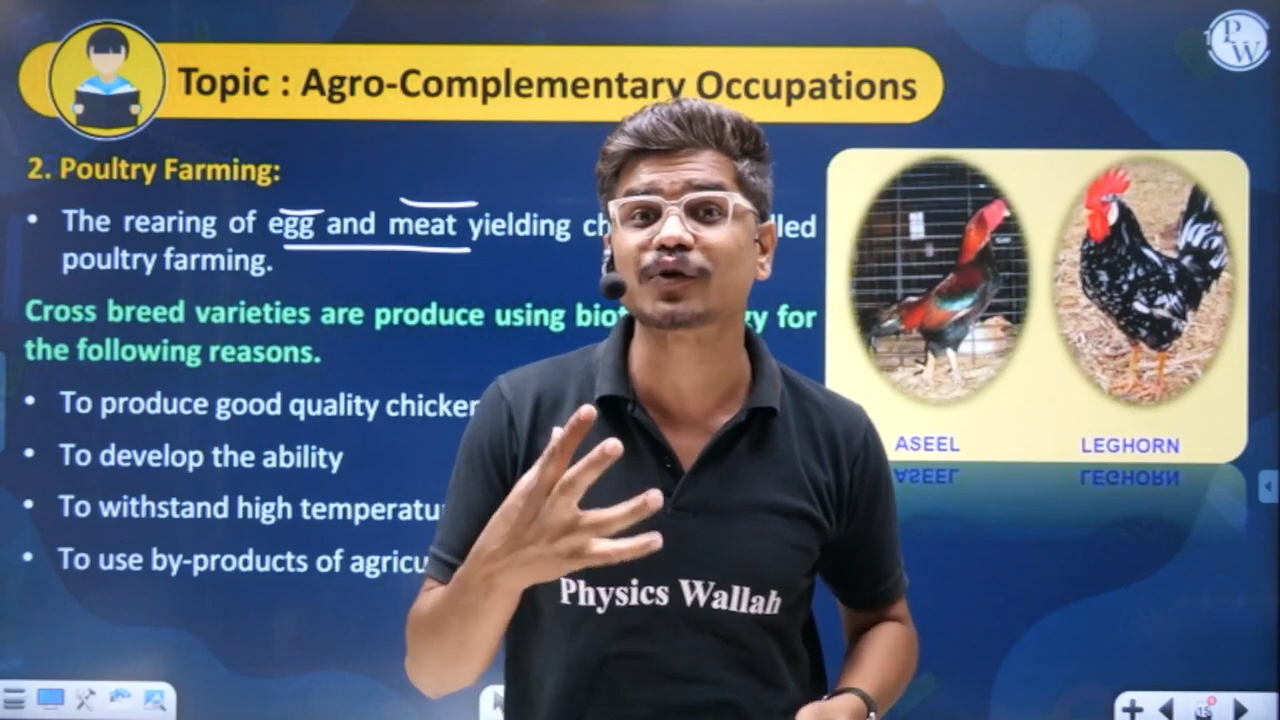 Topic : Agro-Complementary Occupations
PW
2. Poultry Farming:
• The rearing of egg and meat yielding
poultry farming.
Cross breed varieties are produce using for
the following reasons.
• To produce good quality
• To develop the ability
• To withstand high
• To use by-products of
ASEEL
LEGHORN
Physics Wallah
15